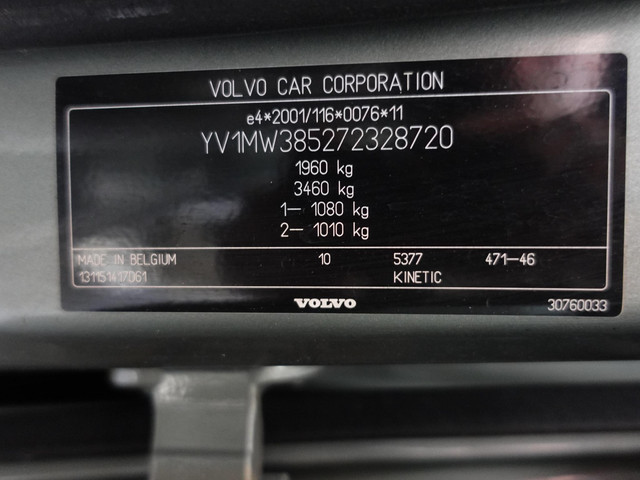 VOLVO CAR CORPORATION
e4*2001/116*0076*11
YV1MW385272328720
1960 kg
3460 kg
1- 1080 kg
2- 1010 kg
MADE IN BELGIUM 10 5377 471-46
131151417D61 KINETIC
VOLVO
30760033